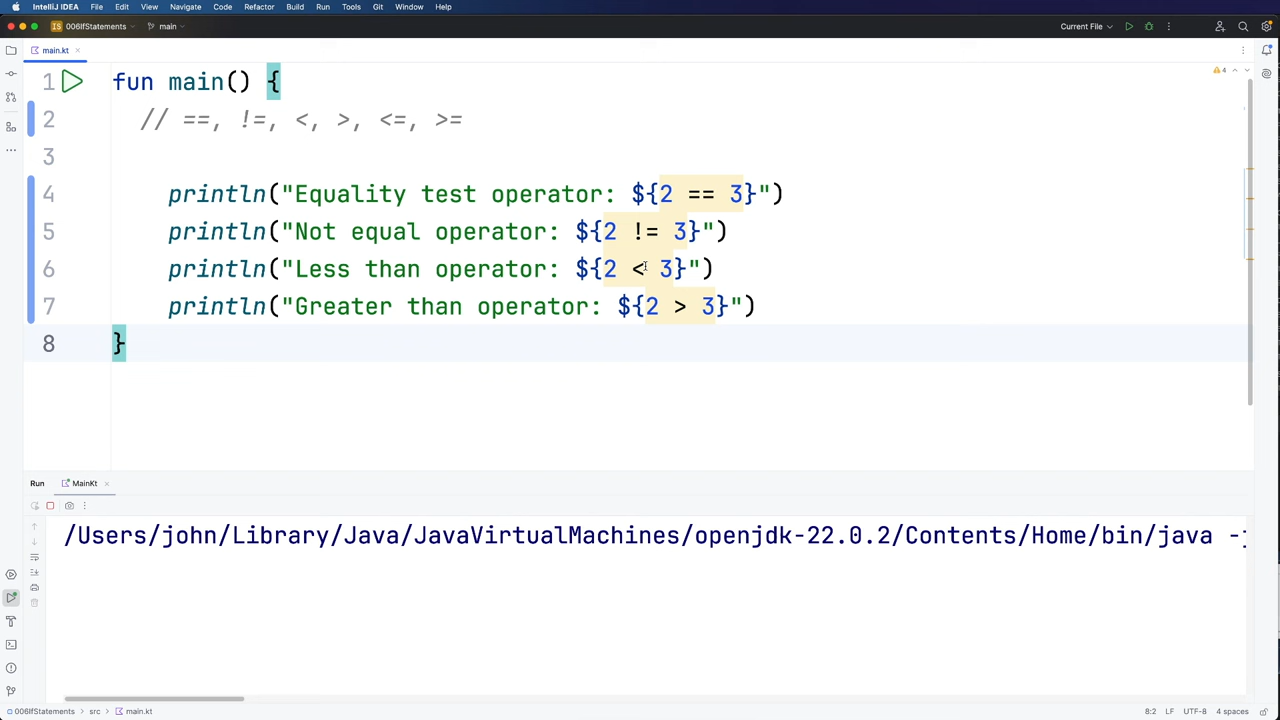 IntelliJ IDEA File Edit View Navigate Code Refactor Build Run Tools Git Window Help
IS 006IfStatements main Current File
main.kt
4
1 fun main() {
2 // ==, !=, <, >, <=, >=
3
4 println("Equality test operator: ${2 == 3}")
5 println("Not equal operator: ${2 != 3}")
6 println("Less than operator: ${2 < 3}")
7 println("Greater than operator: ${2 > 3}")
8 }
Run MainKt
/Users/john/Library/Java/JavaVirtualMachines/openjdk-22.0.2/Contents/Home/bin/java -j
006IfStatements > src > main.kt 8:2 LF UTF-8 4 spaces